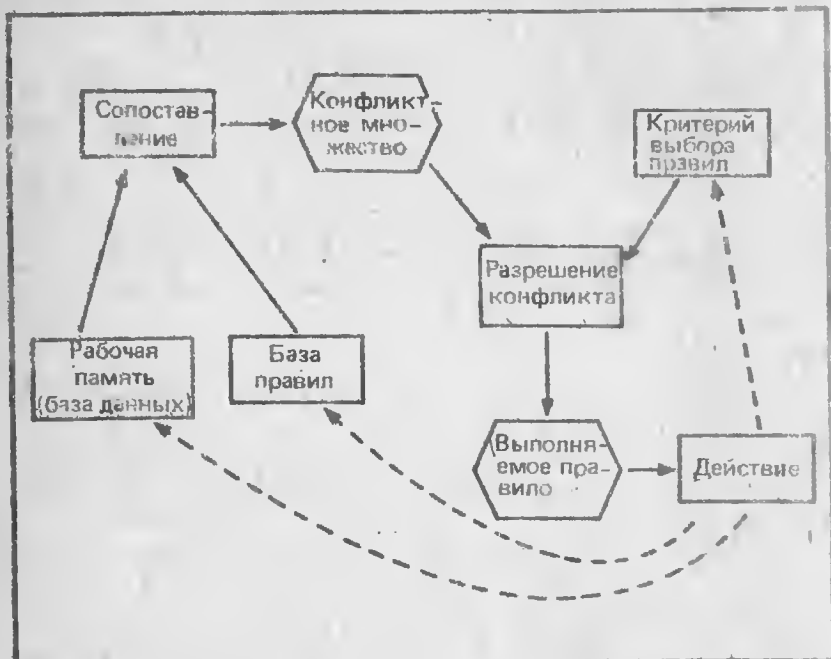 Сопостав-
ление
Конфликт-
ное мно-
жество
Критерий
выбора
правил
Разрешение
конфликта
Рабочая
память
(база данных)
База
правил
Выполня-
емое пра-
вило
Действие